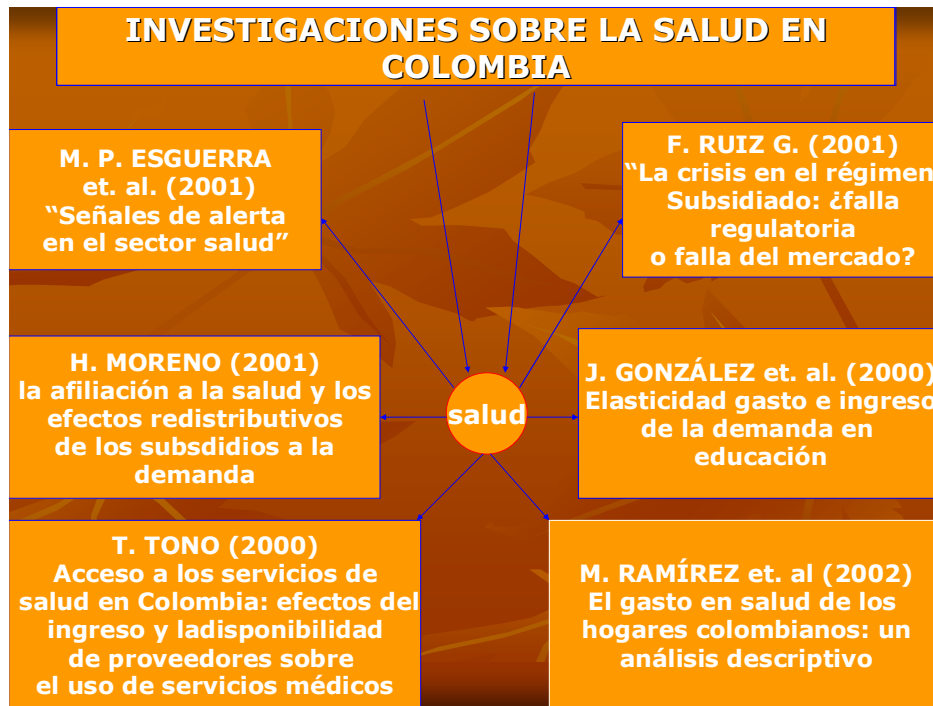 INVESTIGACIONES SOBRE LA SALUD EN
COLOMBIA
M. P. ESGUERRA
et. al. (2001)
“Señales de alerta
en el sector salud”
F. RUIZ G. (2001)
“La crisis en el régimen
Subsidiado: ¿falla
regulatoria
o falla del mercado?
H. MORENO (2001)
la afiliación a la salud y los
efectos redistributivos
de los subsdidios a la
demanda
salud
J. GONZÁLEZ et. al. (2000)
Elasticidad gasto e ingreso
de la demanda en
educación
T. TONO (2000)
Acceso a los servicios de
salud en Colombia: efectos del
ingreso y ladisponibilidad
de proveedores sobre
el uso de servicios médicos
M. RAMÍREZ et. al (2002)
El gasto en salud de los
hogares colombianos: un
análisis descriptivo